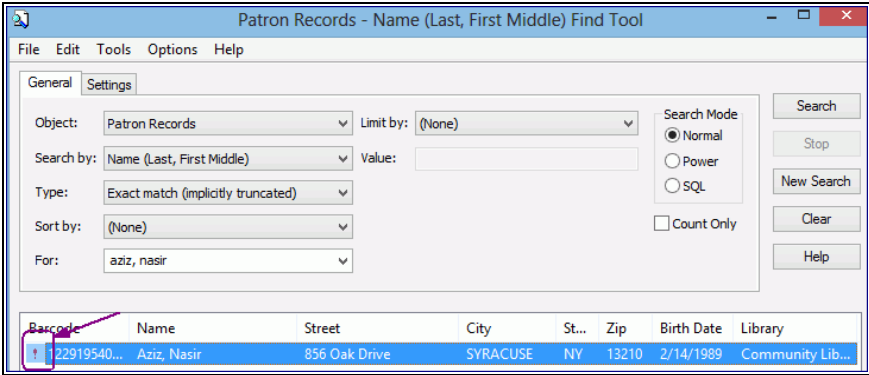 Patron Records - Name (Last, First Middle) Find Tool
File Edit Tools Options Help
General Settings
Object: Patron Records Limit by: (None) Search Mode Search
Normal Stop
Search by: Name (Last, First Middle) Value: Power
Type: Exact match (implicitly truncated) SQL New Search
Sort by: (None) Count Only Clear
For: aziz, nasir Help
Barcode Name Street City St... Zip Birth Date Library
! 122919540... Aziz, Nasir 856 Oak Drive SYRACUSE NY 13210 2/14/1989 Community Lib...